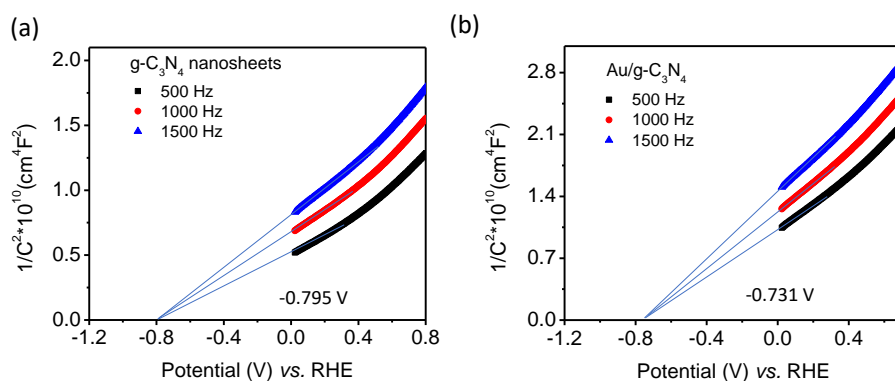 (a)
g-C₃N₄ nanosheets
500 Hz
1000 Hz
1500 Hz
-0.795 V
1/C²*10¹⁰(cm⁴F²)
2.0
1.5
1.0
0.5
0.0
-1.2 -0.8 -0.4 0.0 0.4 0.8
Potential (V) vs. RHE
(b)
Au/g-C₃N₄
500 Hz
1000 Hz
1500 Hz
-0.731 V
1/C²*10¹⁰(cm⁴F²)
2.8
2.1
1.4
0.7
0.0
-1.2 -0.6 0.0 0.4
Potential (V) vs. RHE